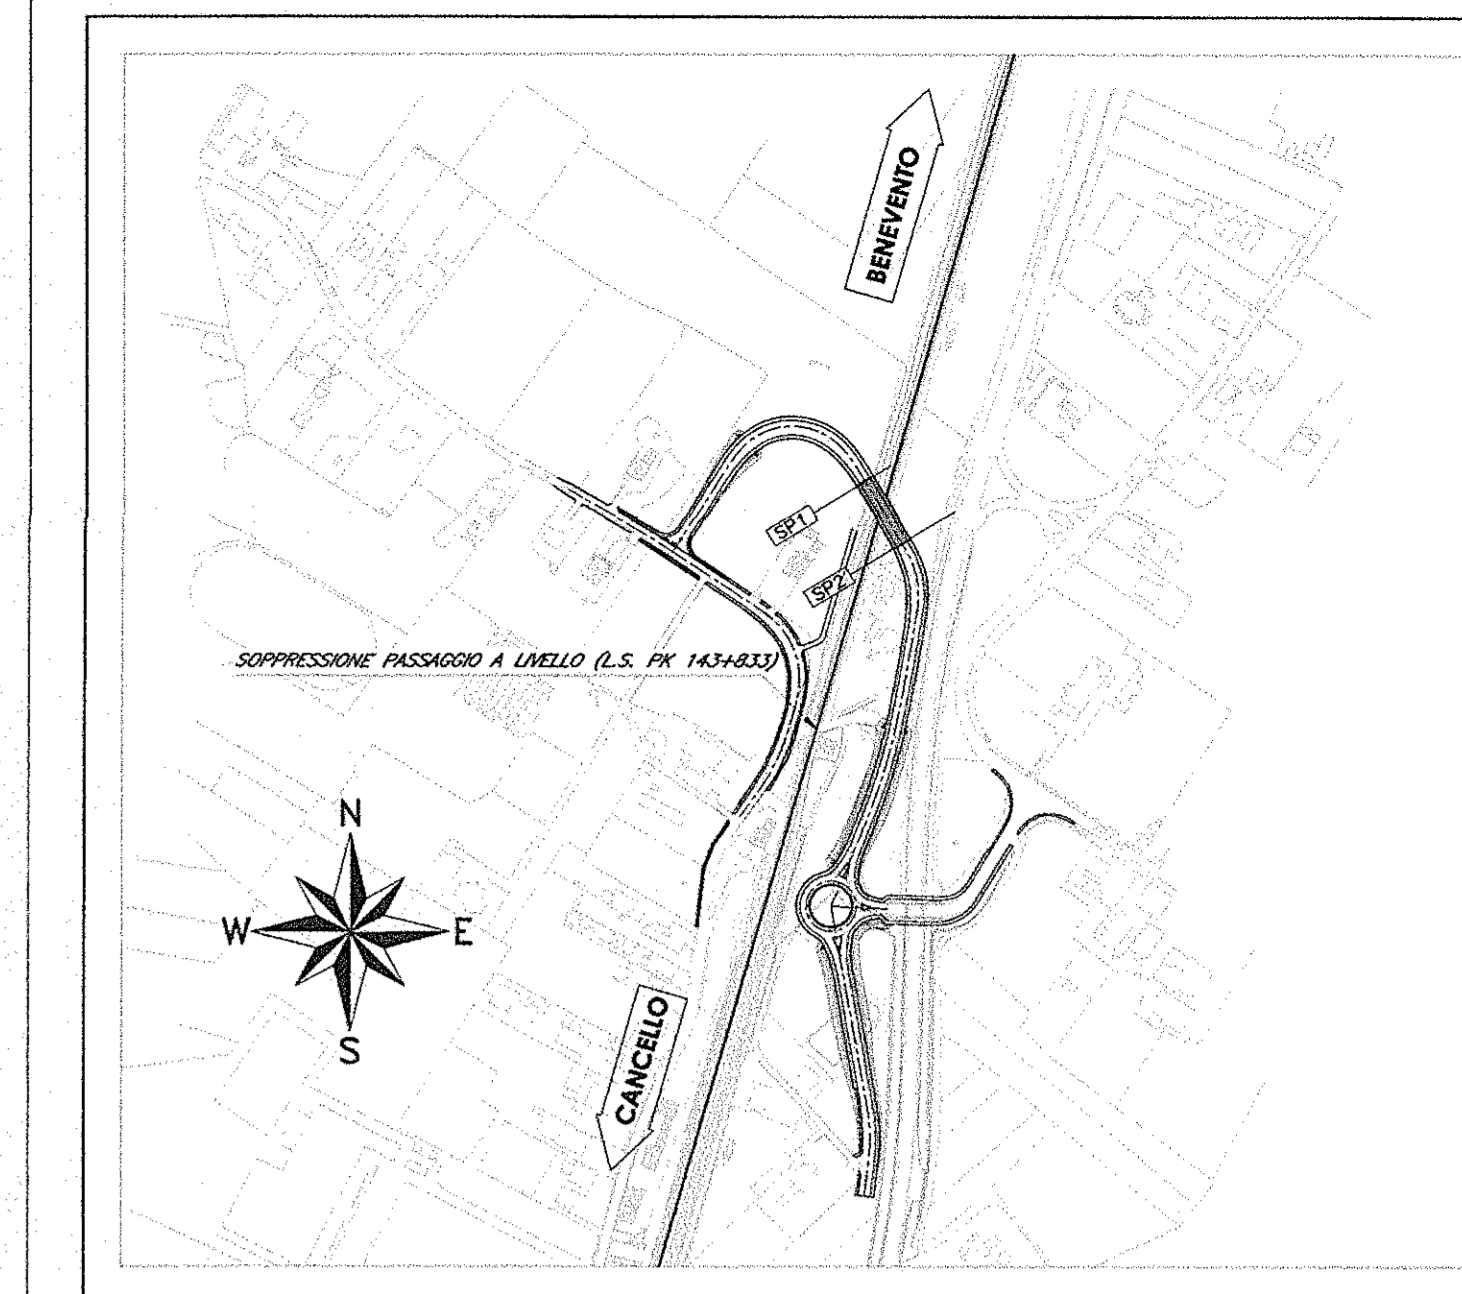 BENEVENTO
SP1
SP2
SOPPRESSIONE PASSAGGIO A LIVELLO (L.S. PK 143+833)
N
W
E
S
CANCELLO